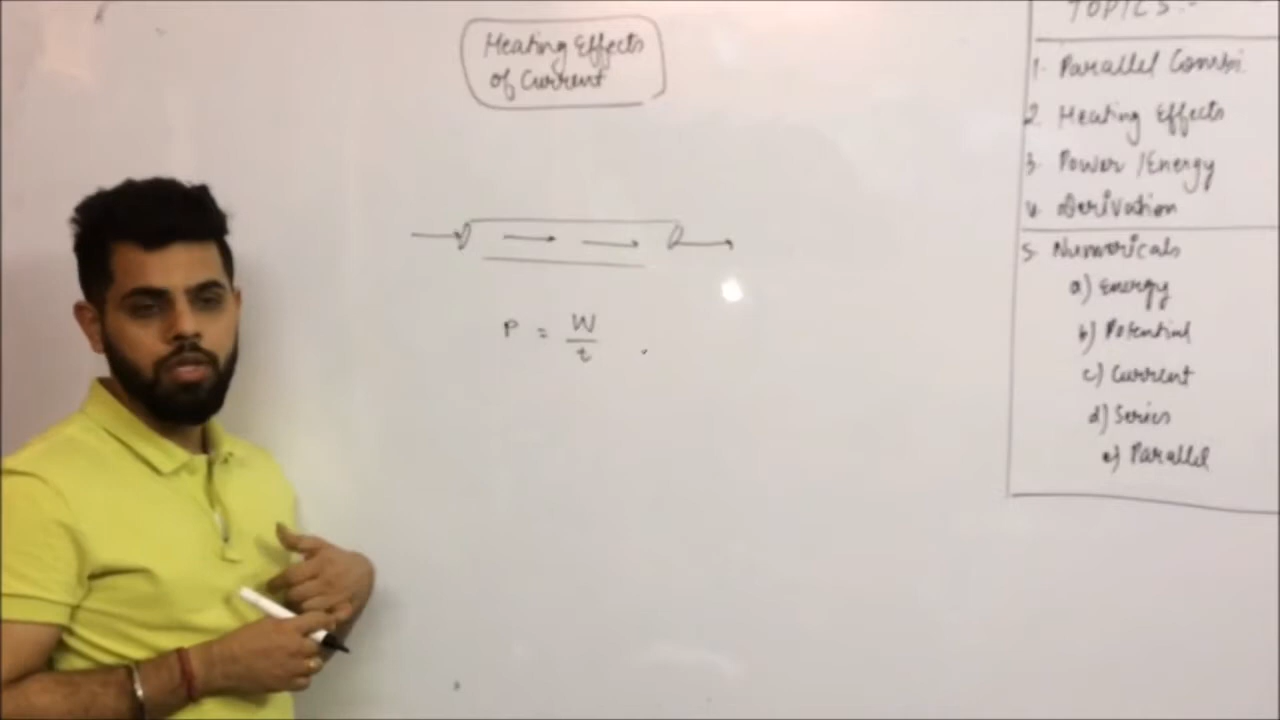 Heating Effects
of Current
P = W/t
TOPICS :-
1. Parallel Combi.
2. Heating Effects
3. Power /Energy
4. Derivation
5. Numericals
a) Energy
b) Potential
c) Current
d) Series
e) Parallel